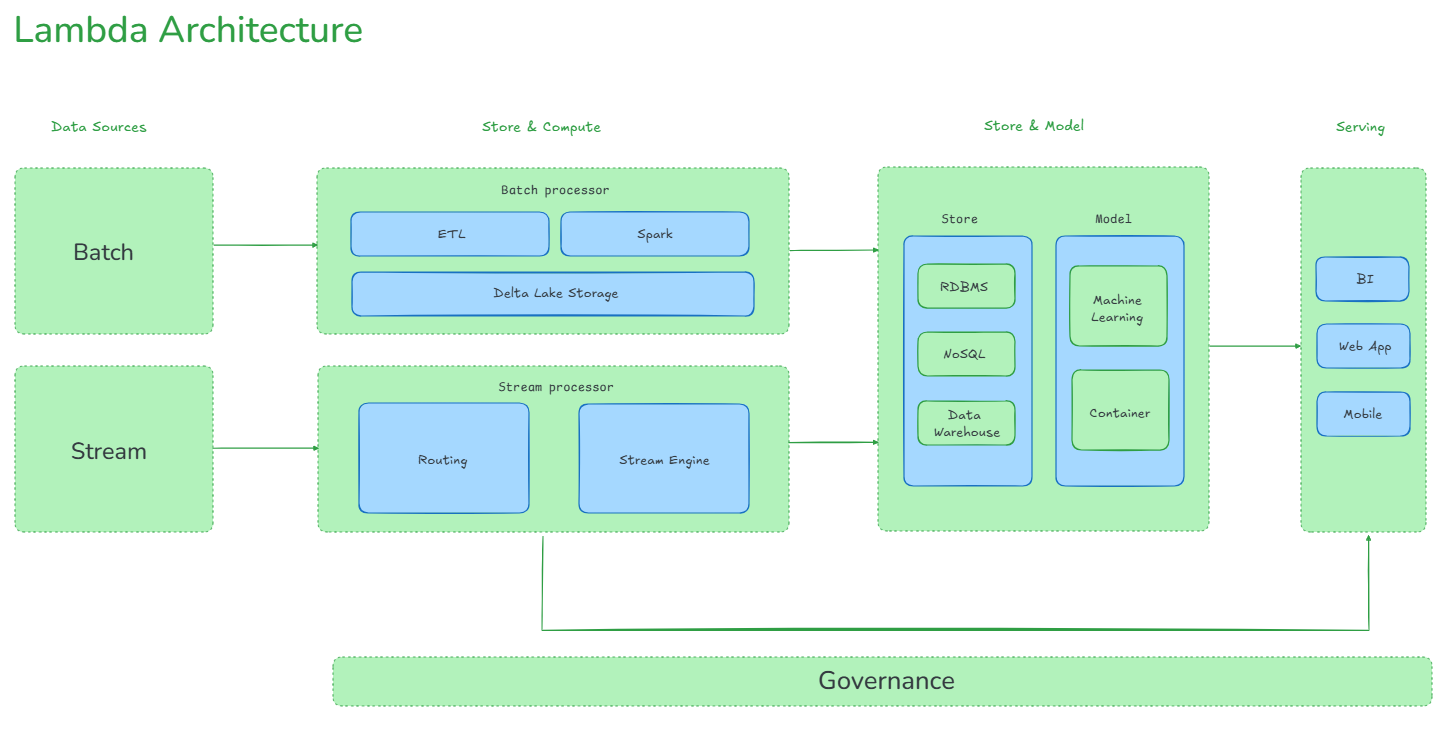 Lambda Architecture
Data Sources
Store & Compute
Store & Model
Serving
Batch
Batch processor
ETL
Spark
Delta Lake Storage
Stream
Stream processor
Routing
Stream Engine
Store
RDBMS
NoSQL
Data
Warehouse
Model
Machine
Learning
Container
BI
Web App
Mobile
Governance